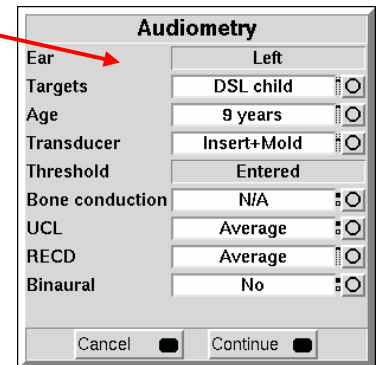 Audiometry
Ear Left
Targets DSL child
Age 9 years
Transducer Insert+Mold
Threshold Entered
Bone conduction N/A
UCL Average
RECD Average
Binaural No
Cancel Continue